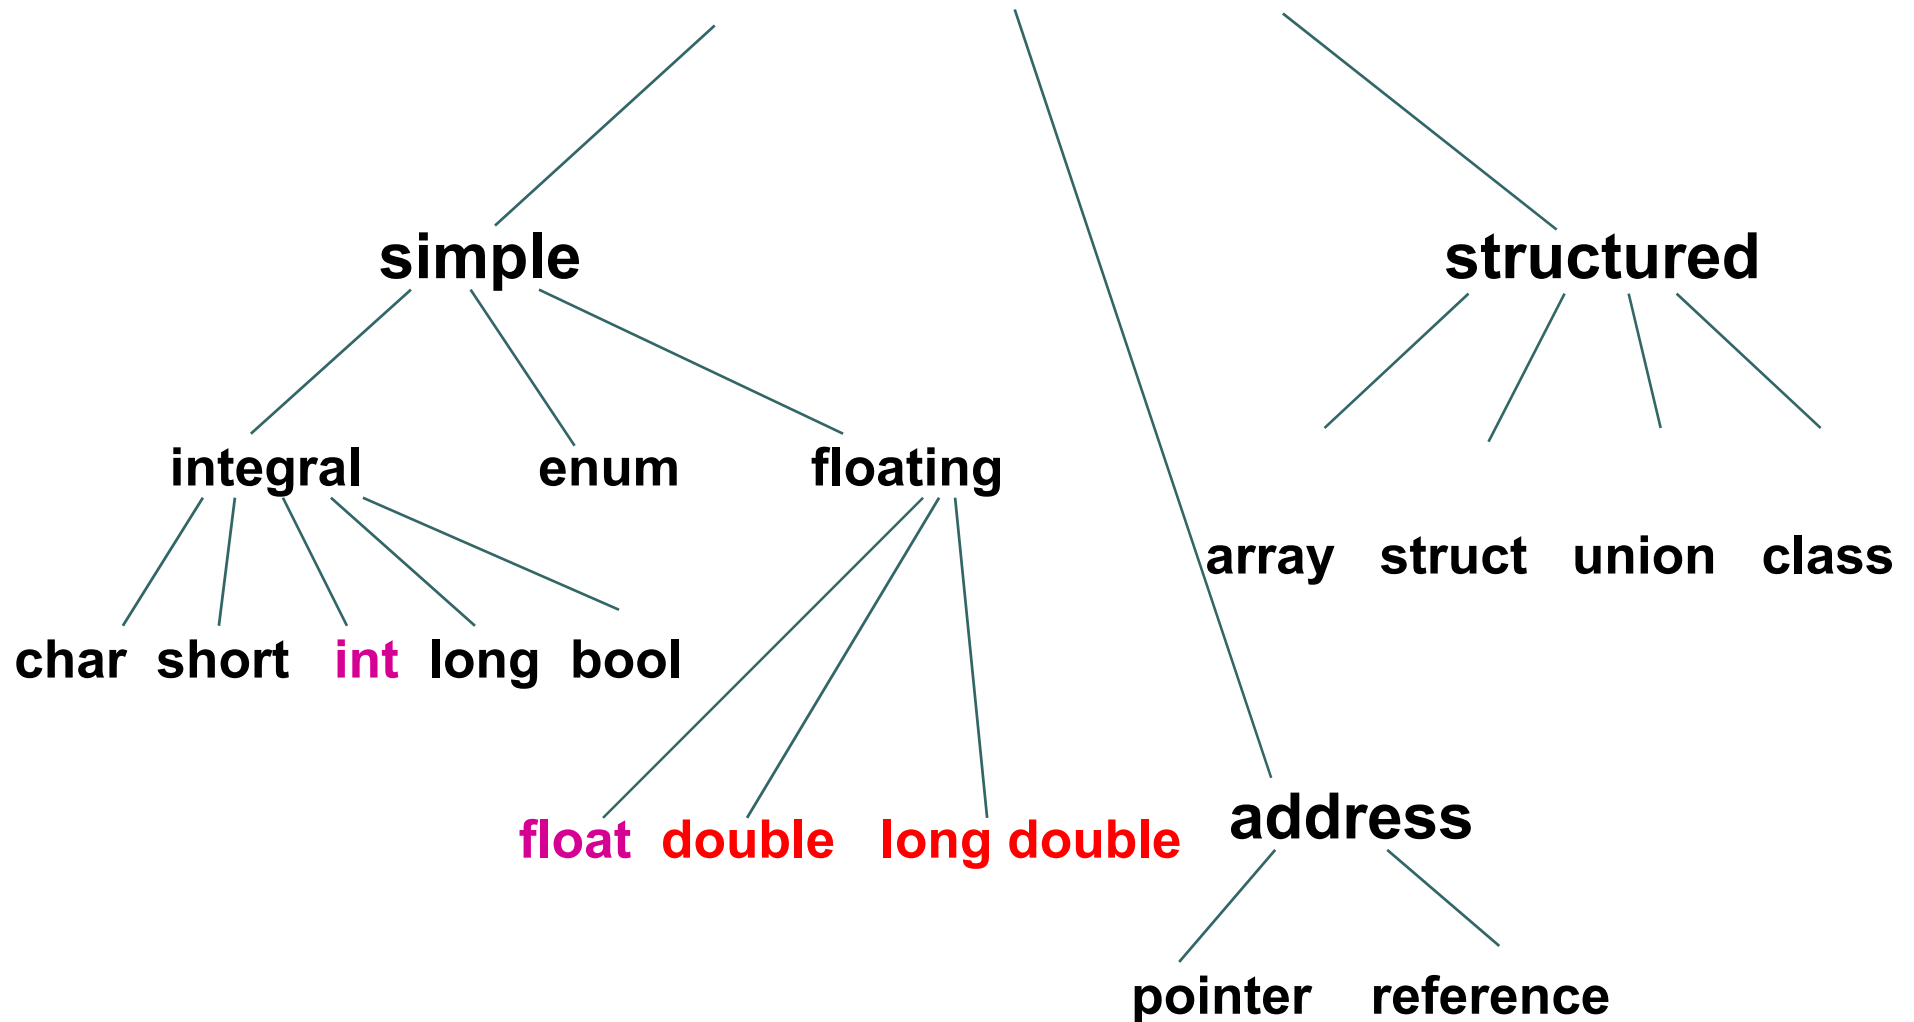 simple structured
integral enum floating
array struct union class
char short int long bool
address
float double long double
pointer reference